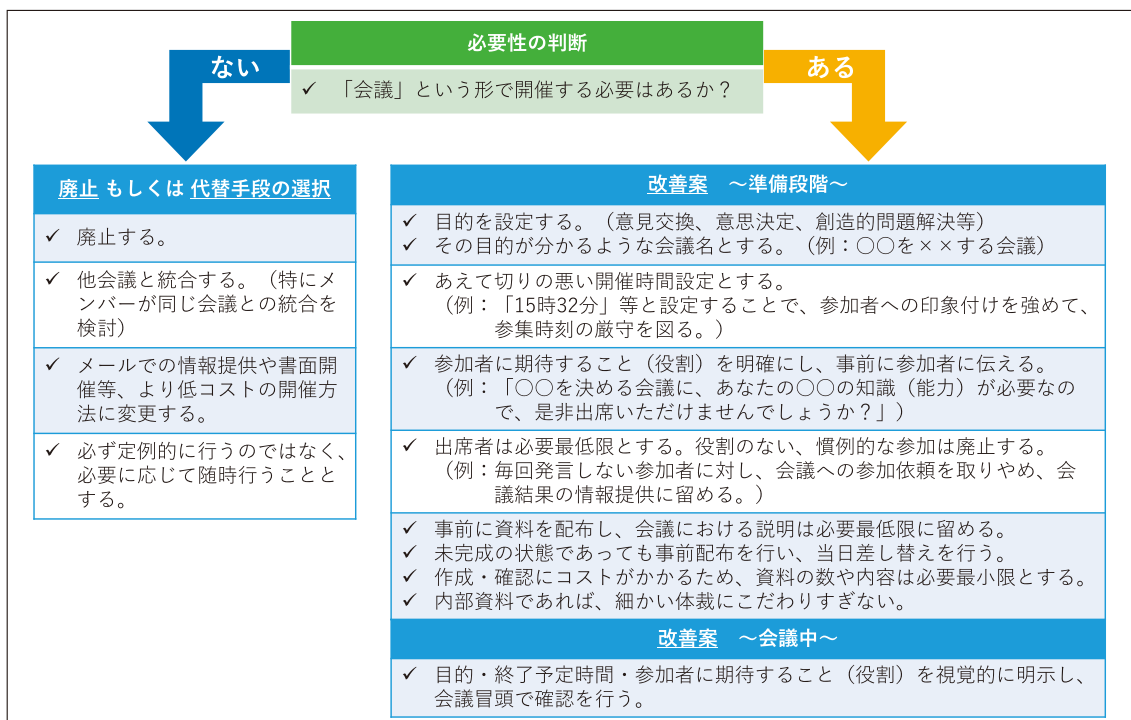 必要性の判断
ない
ある
✓ 「会議」という形で開催する必要はあるか？
廃止 もしくは 代替手段の選択
✓ 廃止する。
✓ 他会議と統合する。（特にメ
ンバーが同じ会議との統合を
検討）
✓ メールでの情報提供や書面開
催等、より低コストの開催方
法に変更する。
✓ 必ず定例的に行うのではなく、
必要に応じて随時行うことと
する。
改善案 ～準備段階～
✓ 目的を設定する。（意見交換、意思決定、創造的問題解決等）
✓ その目的が分かるような会議名とする。（例：○○を××する会議）
✓ あえて切りの悪い開催時間設定とする。
（例：「15時32分」等と設定することで、参加者への印象付けを強めて、
参集時刻の厳守を図る。）
✓ 参加者に期待すること（役割）を明確にし、事前に参加者に伝える。
（例：「○○を決める会議に、あなたの○○の知識（能力）が必要なの
で、是非出席いただけませんでしょうか？」）
✓ 出席者は必要最低限とする。役割のない、慣例的な参加は廃止する。
（例：毎回発言しない参加者に対し、会議への参加依頼を取りやめ、会
議結果の情報提供に留める。）
✓ 事前に資料を配布し、会議における説明は必要最低限に留める。
✓ 未完成の状態であっても事前配布を行い、当日差し替えを行う。
✓ 作成・確認にコストがかかるため、資料の数や内容は必要最小限とする。
✓ 内部資料であれば、細かい体裁にこだわりすぎない。
改善案 ～会議中～
✓ 目的・終了予定時間・参加者に期待すること（役割）を視覚的に明示し、
会議冒頭で確認を行う。